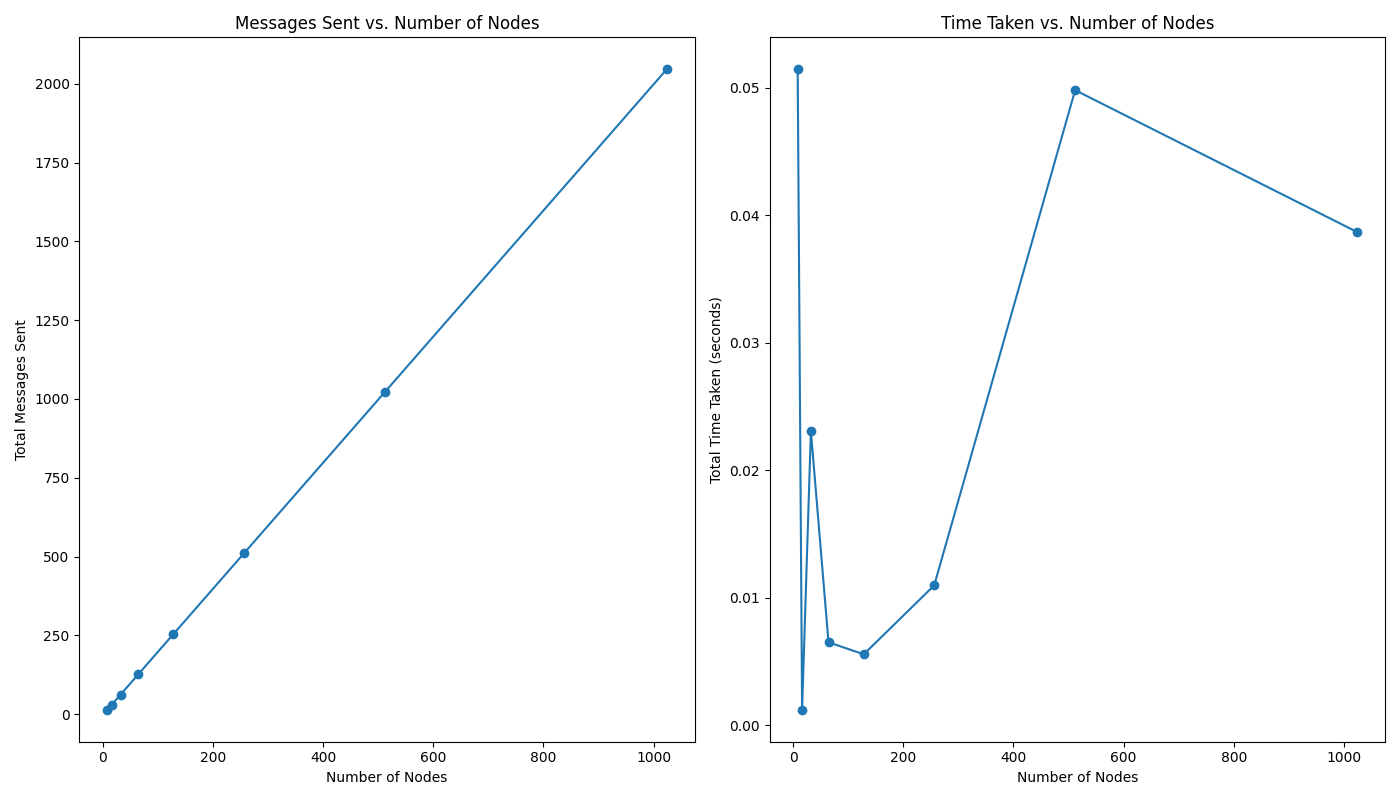 Messages Sent vs. Number of Nodes
Total Messages Sent
2000
1750
1500
1250
1000
750
500
250
0
0 200 400 600 800 1000
Number of Nodes
Time Taken vs. Number of Nodes
Total Time Taken (seconds)
0.05
0.04
0.03
0.02
0.01
0.00
0 200 400 600 800 1000
Number of Nodes